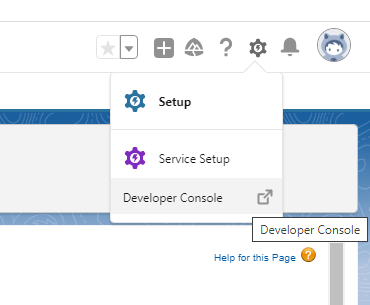 Setup
Service Setup
Developer Console
Developer Console
Help for this Page